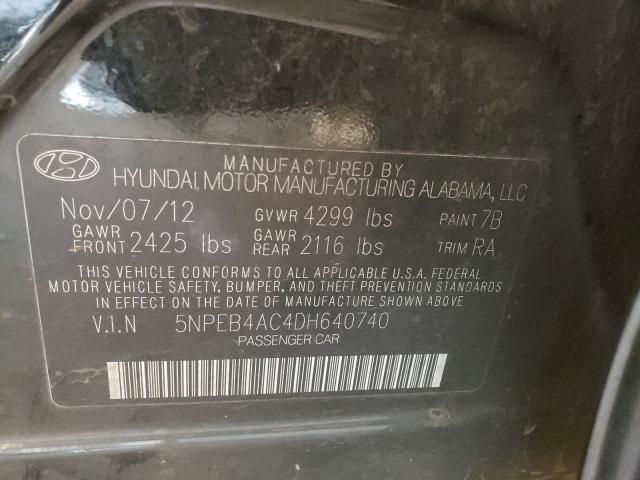 MANUFACTURED BY
HYUNDAI MOTOR MANUFACTURING ALABAMA, LLC
Nov/07/12 GVWR 4299 lbs PAINT 7B
GAWR FRONT 2425 lbs GAWR REAR 2116 lbs TRIM RA
THIS VEHICLE CONFORMS TO ALL APPLICABLE U.S.A. FEDERAL
MOTOR VEHICLE SAFETY, BUMPER, AND THEFT PREVENTION STANDARDS
IN EFFECT ON THE DATE OF MANUFACTURE SHOWN ABOVE
V.I.N 5NPEB4AC4DH640740
PASSENGER CAR